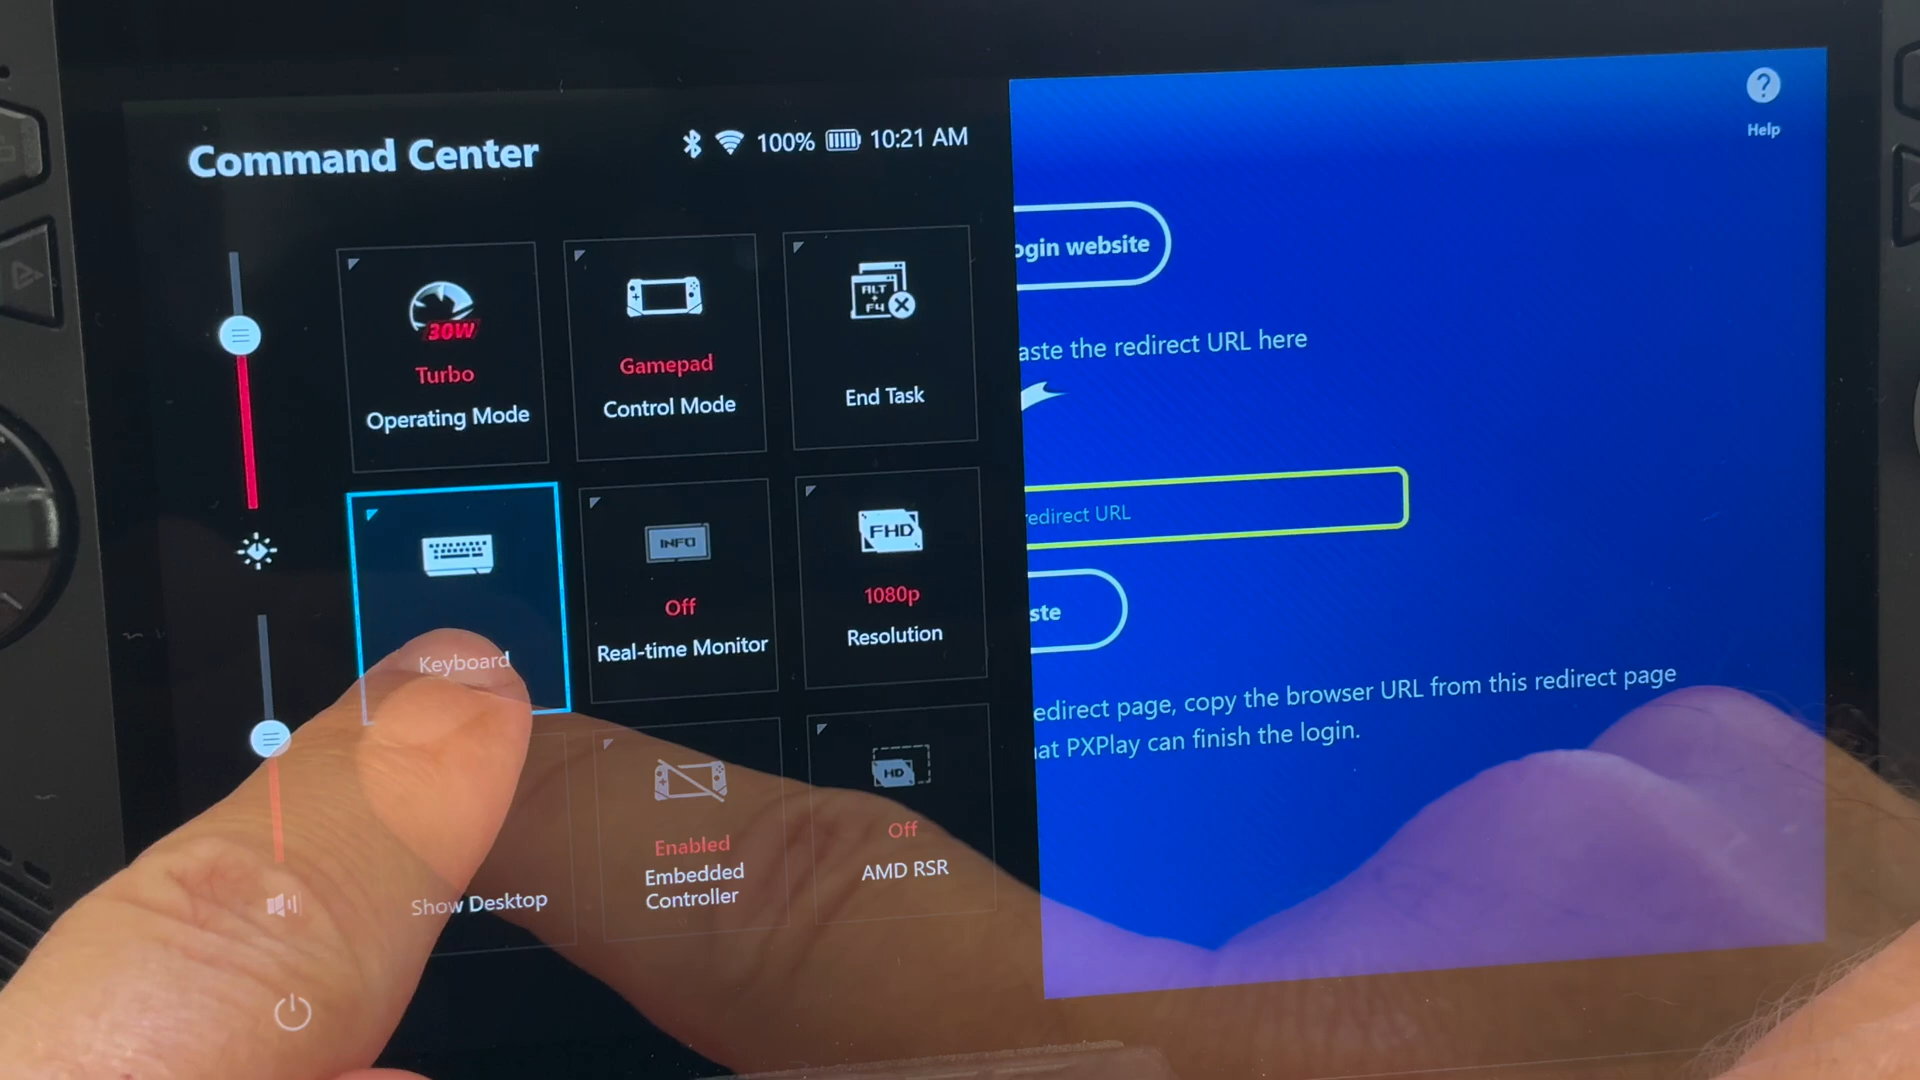 Command Center
100% 10:21 AM
Help
30W
Turbo
Operating Mode
Gamepad
Control Mode
ALT
+
F4
End Task
Keyboard
INFO
Off
Real-time Monitor
FHD
1080p
Resolution
Show Desktop
Enabled
Embedded
Controller
HD
Off
AMD RSR
ogin website
aste the redirect URL here
redirect URL
ste
edirect page, copy the browser URL from this redirect page
hat PXPlay can finish the login.